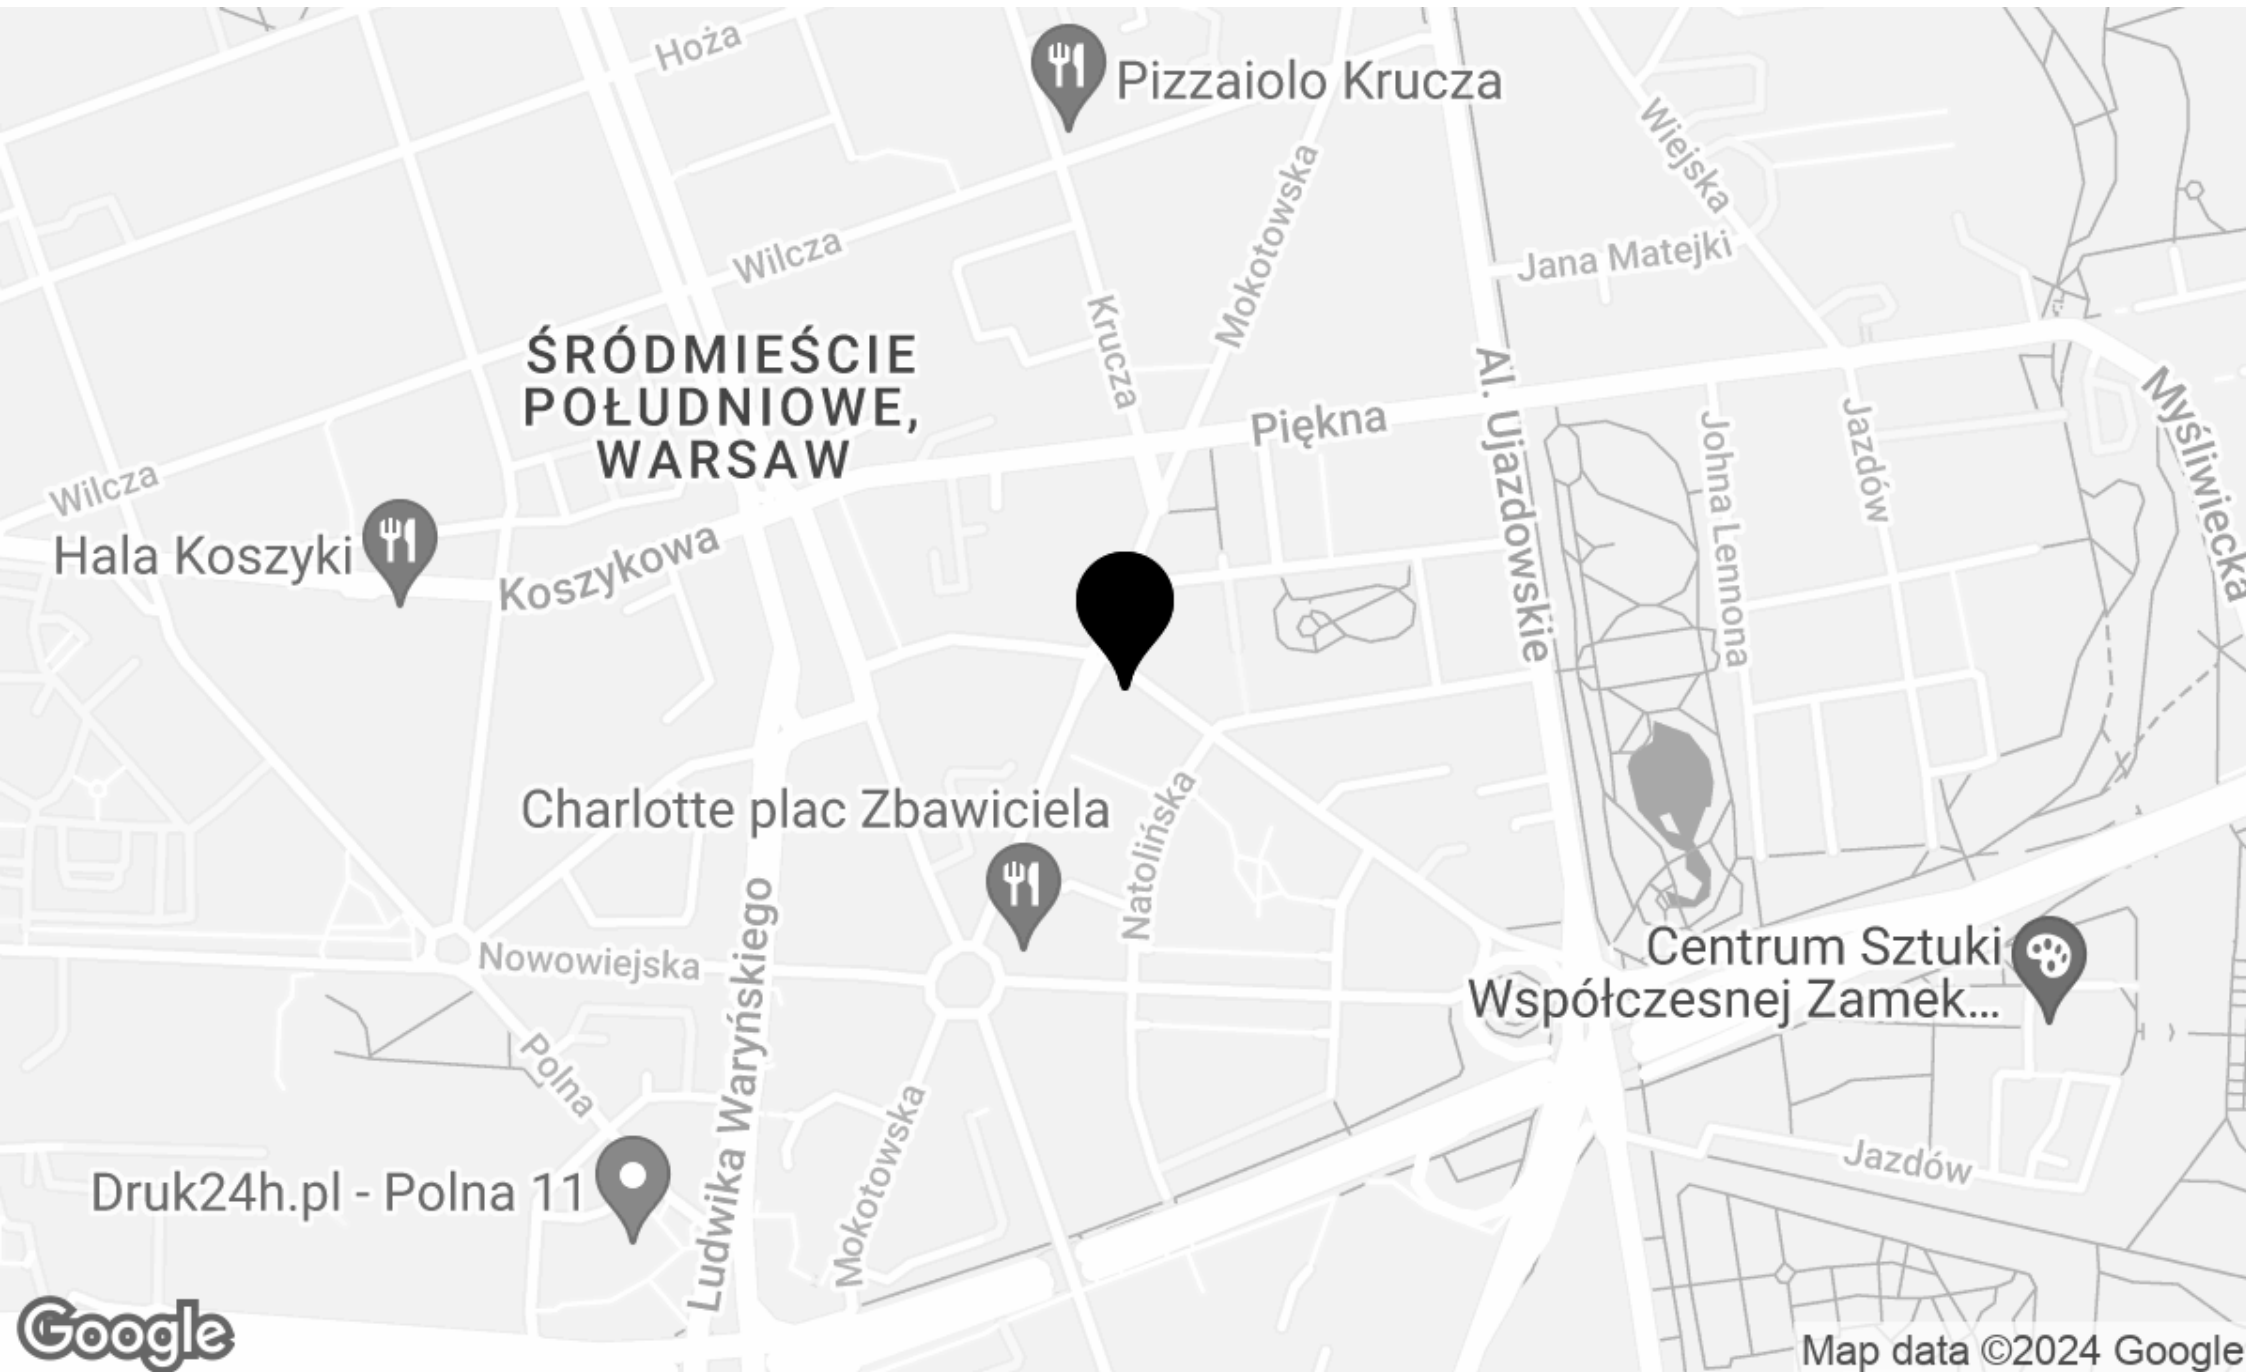 Hoża
Pizzaiolo Krucza
Wiejska
Mokotowska
Wilcza
Jana Matejki
Krucza
ŚRÓDMIEŚCIE
POŁUDNIOWE,
WARSAW
Al. Ujazdowskie
Piękna
Johna Lennona
Jazdów
Myśliwiecka
Wilcza
Hala Koszyki
Koszykowa
Charlotte plac Zbawiciela
Natolińska
Nowowiejska
Ludwika Waryńskiego
Centrum Sztuki
Współczesnej Zamek...
Polna
Mokotowska
Jazdów
Druk24h.pl - Polna 11
Google
Map data ©2024 Google